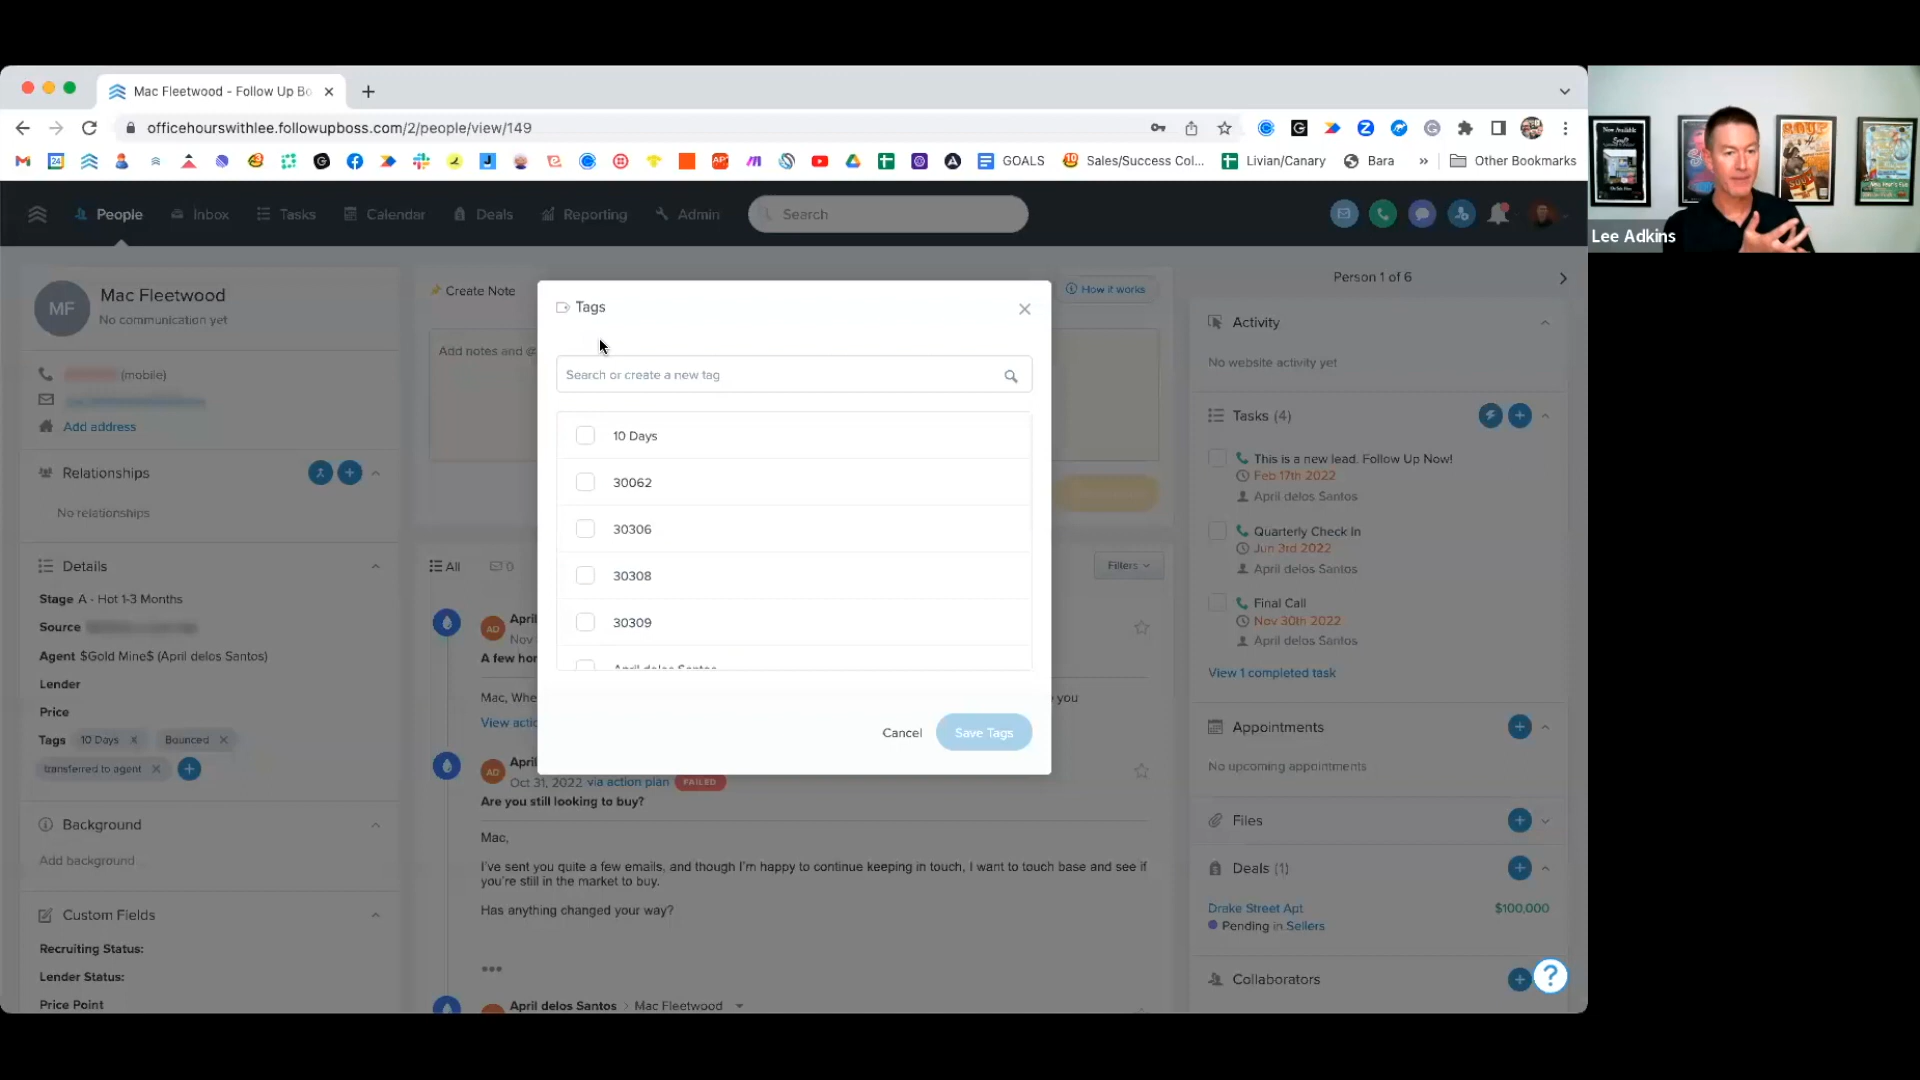 Mac Fleetwood - Follow Up Bo
officehourswithlee.followupboss.com/2/people/view/149
GOALS
Sales/Success Col...
Livian/Canary
Bara
»
Other Bookmarks
People
Inbox
Tasks
Calendar
Deals
Reporting
Admin
Search
Lee Adkins
MF
Mac Fleetwood
No communication yet
(mobile)
Add address
Relationships
No relationships
Details
Stage A - Hot 1-3 Months
Source
Agent $Gold Mine$ (April delos Santos)
Lender
Price
Tags 10 Days × Bounced ×
transferred to agent ×
Background
Add background
Custom Fields
Recruiting Status:
Lender Status:
Price Point
Create Note
How it works
Add notes and @
Tags
Search or create a new tag
10 Days
30062
30306
30308
30309
April delos Santos
Cancel
Save Tags
All
0
Filters
AD
April
Nov
A few hor
Mac, Whe
you
View actic
AD
April
Oct 31, 2022 via action plan FAILED
Are you still looking to buy?
Mac,
I've sent you quite a few emails, and though I'm happy to continue keeping in touch, I want to touch base and see if
you're still in the market to buy.
Has anything changed your way?
April delos Santos > Mac Fleetwood
Person 1 of 6
Activity
No website activity yet
Tasks (4)
This is a new lead. Follow Up Now!
Feb 17th 2022
April delos Santos
Quarterly Check In
Jun 3rd 2022
April delos Santos
Final Call
Nov 30th 2022
April delos Santos
View 1 completed task
Appointments
No upcoming appointments
Files
Deals (1)
Drake Street Apt
$100,000
Pending in Sellers
Collaborators
?